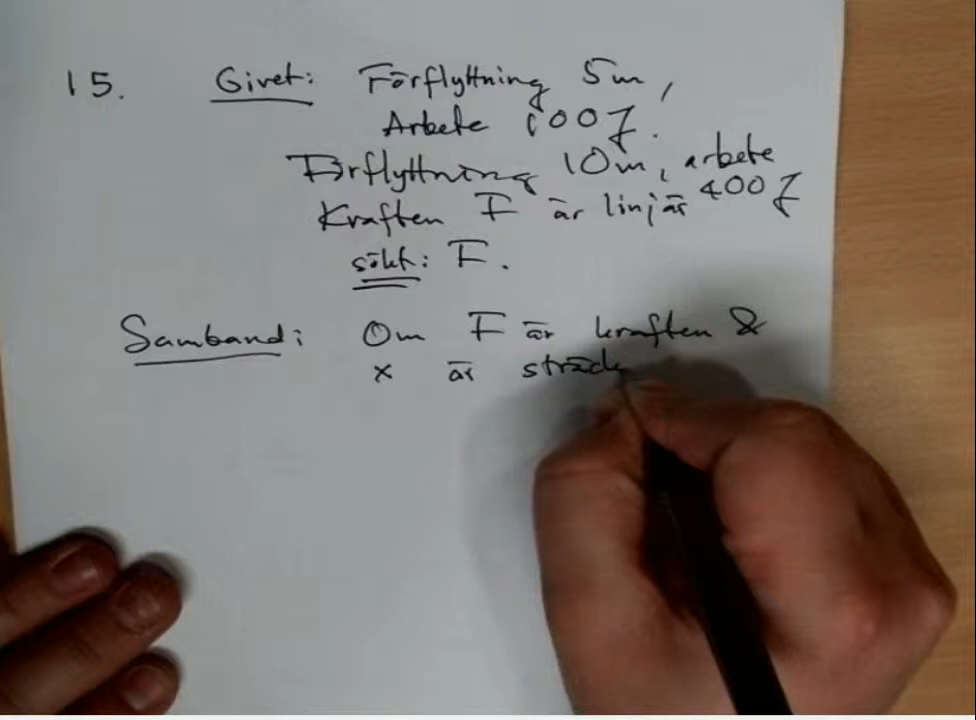 15. Givet: Förflyttning 5m,
Arbete 100 J.
Förflyttning 10m, arbete
Kraften F är linjär 400 J
sökt: F.
Samband: Om F är kraften &
x är sträck